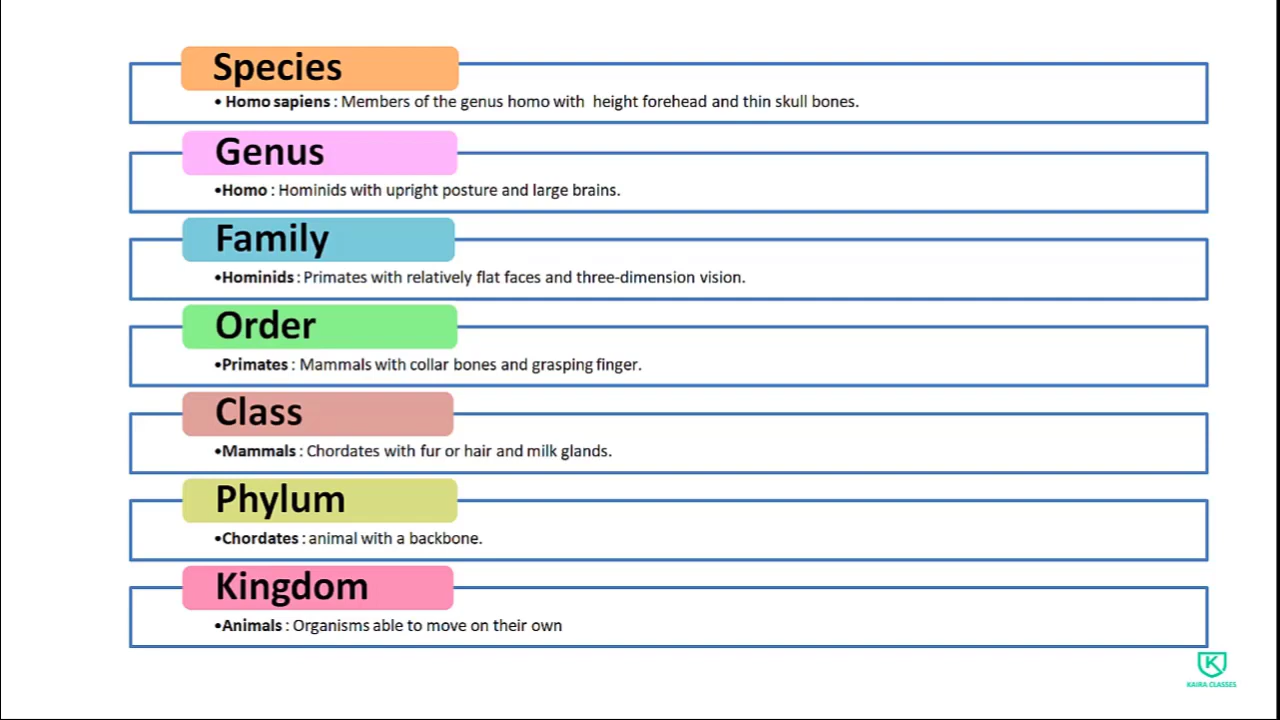 Species
• Homo sapiens : Members of the genus homo with height forehead and thin skull bones.
Genus
•Homo : Hominids with upright posture and large brains.
Family
•Hominids : Primates with relatively flat faces and three-dimension vision.
Order
•Primates : Mammals with collar bones and grasping finger.
Class
•Mammals : Chordates with fur or hair and milk glands.
Phylum
•Chordates : animal with a backbone.
Kingdom
•Animals : Organisms able to move on their own
K
KAIRA CLASSES